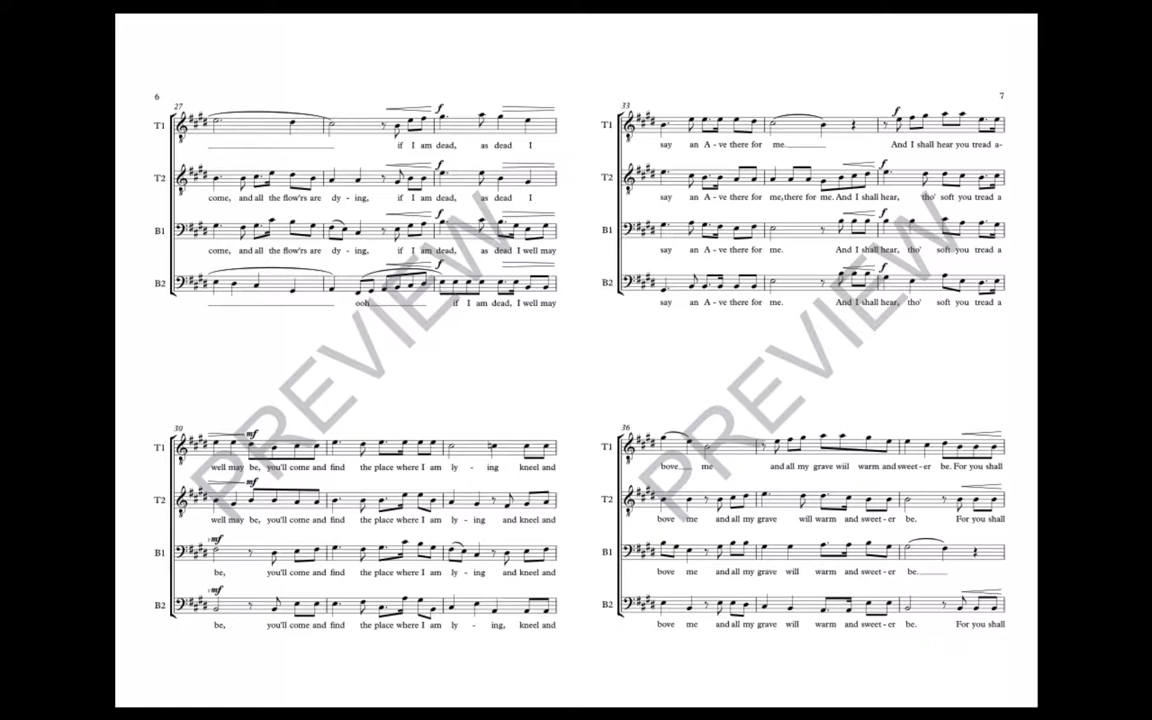 6
27
T1
if I am dead, as dead I
T2
come, and all the flow'rs are dy - ing, if I am dead, as dead I
B1
come, and all the flow'rs are dy - ing, if I am dead, as dead I well may
B2
ooh if I am dead, I well may
30
T1
well may be, you'll come and find the place where I am ly - ing kneel and
T2
well may be, you'll come and find the place where I am ly - ing and kneel and
B1
be, you'll come and find the place where I am ly - ing and kneel and
B2
be, you'll come and find the place where I am ly - ing, kneel and
7
33
T1
say an A - ve there for me. And I shall hear you tread a-
T2
say an A - ve there for me, there for me. And I shall hear, tho' soft you tread a
B1
say an A - ve there for me. And I shall hear, tho' soft you tread a
B2
say an A - ve there for me. And I shall hear, tho' soft you tread a
36
T1
bove me and all my grave wiil warm and sweet - er be. For you shall
T2
bove me and all my grave will warm and sweet - er be. For you shall
B1
bove me and all my grave will warm and sweet - er be.
B2
bove me and all my grave will warm and sweet - er be. For you shall
f
f
f
f
mf
mf
mf
mf
f
f
f
f
PREVIEW
PREVIEW